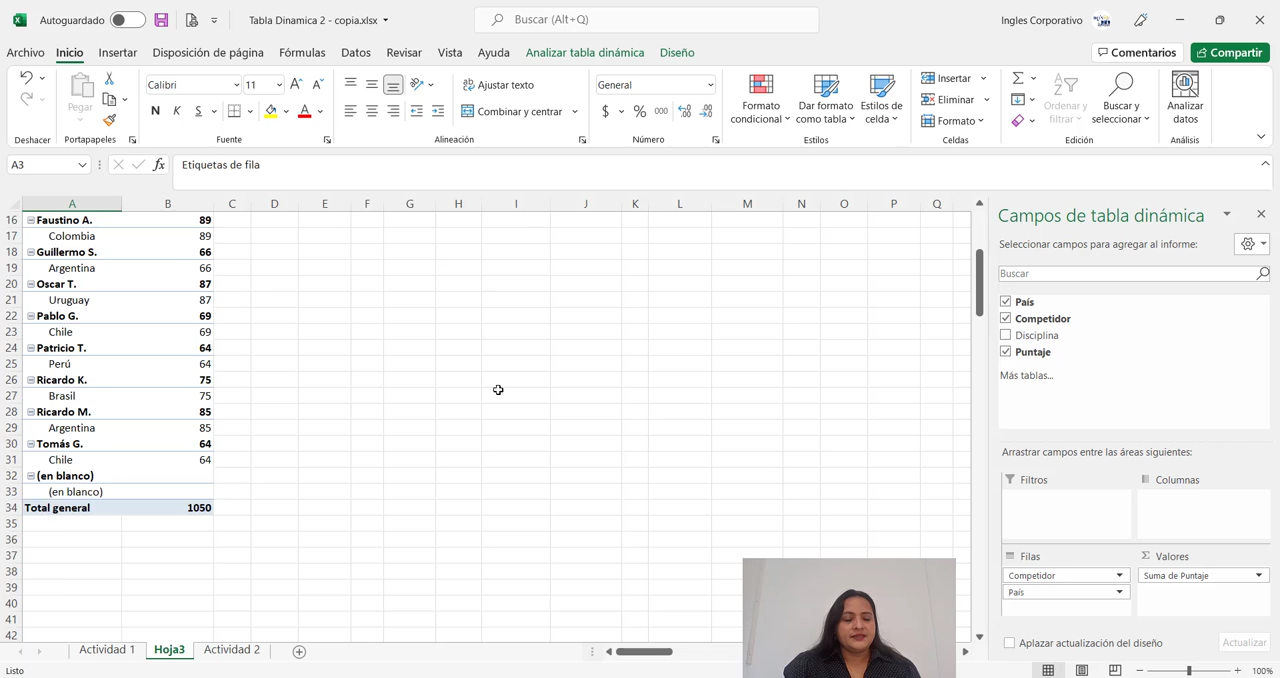 Autoguardado
Tabla Dinamica 2 - copia.xlsx
Buscar (Alt+Q)
Ingles Corporativo
Archivo Inicio Insertar Disposición de página Fórmulas Datos Revisar Vista Ayuda Analizar tabla dinámica Diseño Comentarios Compartir
Pegar
Calibri 11
N K S
Ajustar texto
Combinar y centrar
General
$ % 000
Formato condicional
Dar formato como tabla
Estilos de celda
Insertar
Eliminar
Formato
Ordenar y filtrar
Buscar y seleccionar
Analizar datos
Deshacer Portapapeles Fuente Alineación Número Estilos Celdas Edición Análisis
A3 fx Etiquetas de fila
A B C D E F G H I J K L M N O P Q
16 Faustino A. 89
17 Colombia 89
18 Guillermo S. 66
19 Argentina 66
20 Oscar T. 87
21 Uruguay 87
22 Pablo G. 69
23 Chile 69
24 Patricio T. 64
25 Perú 64
26 Ricardo K. 75
27 Brasil 75
28 Ricardo M. 85
29 Argentina 85
30 Tomás G. 64
31 Chile 64
32 (en blanco)
33 (en blanco)
34 Total general 1050
35
36
37
38
39
40
41
42
Campos de tabla dinámica
Seleccionar campos para agregar al informe:
Buscar
País
Competidor
Disciplina
Puntaje
Más tablas...
Arrastrar campos entre las áreas siguientes:
Filtros Columnas
Filas Valores
Competidor Suma de Puntaje
País
Aplazar actualización del diseño Actualizar
Actividad 1 Hoja3 Actividad 2
Listo 100%